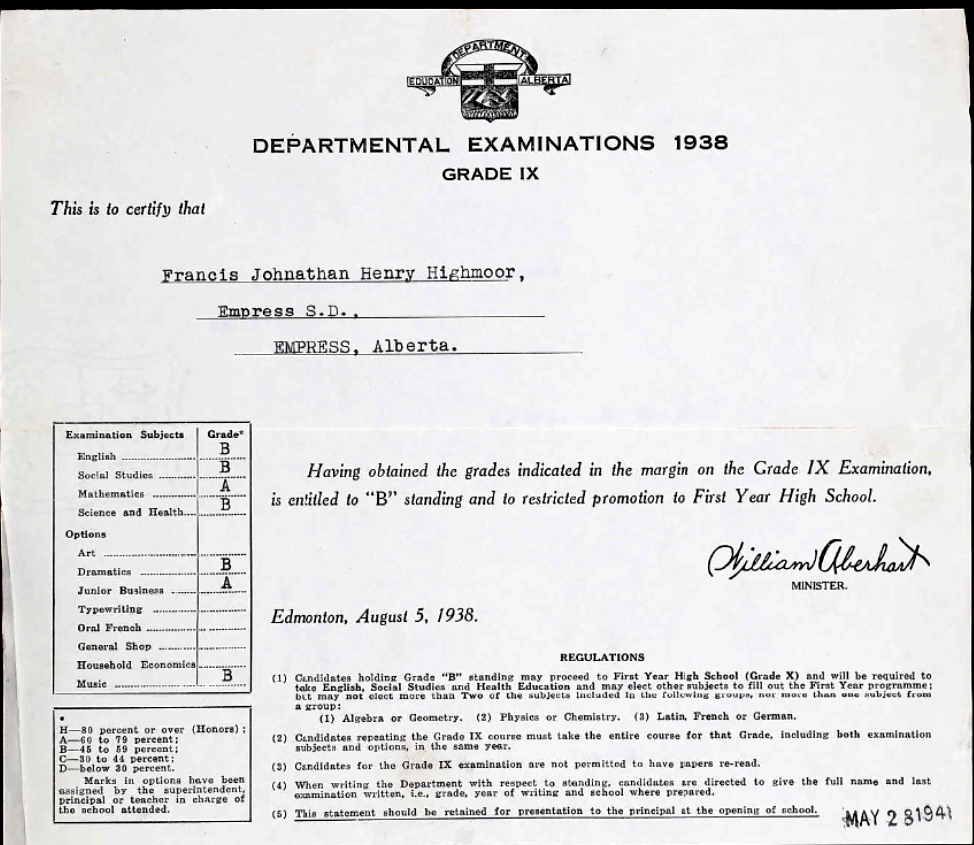 DEPARTMENT
EDUCATION ALBERTA
DEPARTMENTAL EXAMINATIONS 1938
GRADE IX
This is to certify that
Francis Johnathan Henry Highmoor,
Empress S.D.,
EMPRESS, Alberta.
Examination Subjects Grade*
English B
Social Studies B
Mathematics A
Science and Health B
Options
Art
Dramatics B
Junior Business A
Typewriting
Oral French
General Shop
Household Economics
Music B
*
H—80 percent or over (Honors);
A—60 to 79 percent;
B—45 to 59 percent;
C—30 to 44 percent;
D—below 30 percent.
Marks in options have been
assigned by the superintendent,
principal or teacher in charge of
the school attended.
Having obtained the grades indicated in the margin on the Grade IX Examination,
is entitled to "B" standing and to restricted promotion to First Year High School.
William Aberhart
MINISTER.
Edmonton, August 5, 1938.
REGULATIONS
(1) Candidates holding Grade "B" standing may proceed to First Year High School (Grade X) and will be required to
take English, Social Studies and Health Education and may elect other subjects to fill out the First Year programme;
but may not elect more than Two of the subjects included in the following groups, nor more than one subject from
a group:
(1) Algebra or Geometry. (2) Physics or Chemistry. (3) Latin, French or German.
(2) Candidates repeating the Grade IX course must take the entire course for that Grade, including both examination
subjects and options, in the same year.
(3) Candidates for the Grade IX examination are not permitted to have papers re-read.
(4) When writing the Department with respect to standing, candidates are directed to give the full name and last
examination written, i.e., grade, year of writing and school where prepared.
(5) This statement should be retained for presentation to the principal at the opening of school.
MAY 28 1941